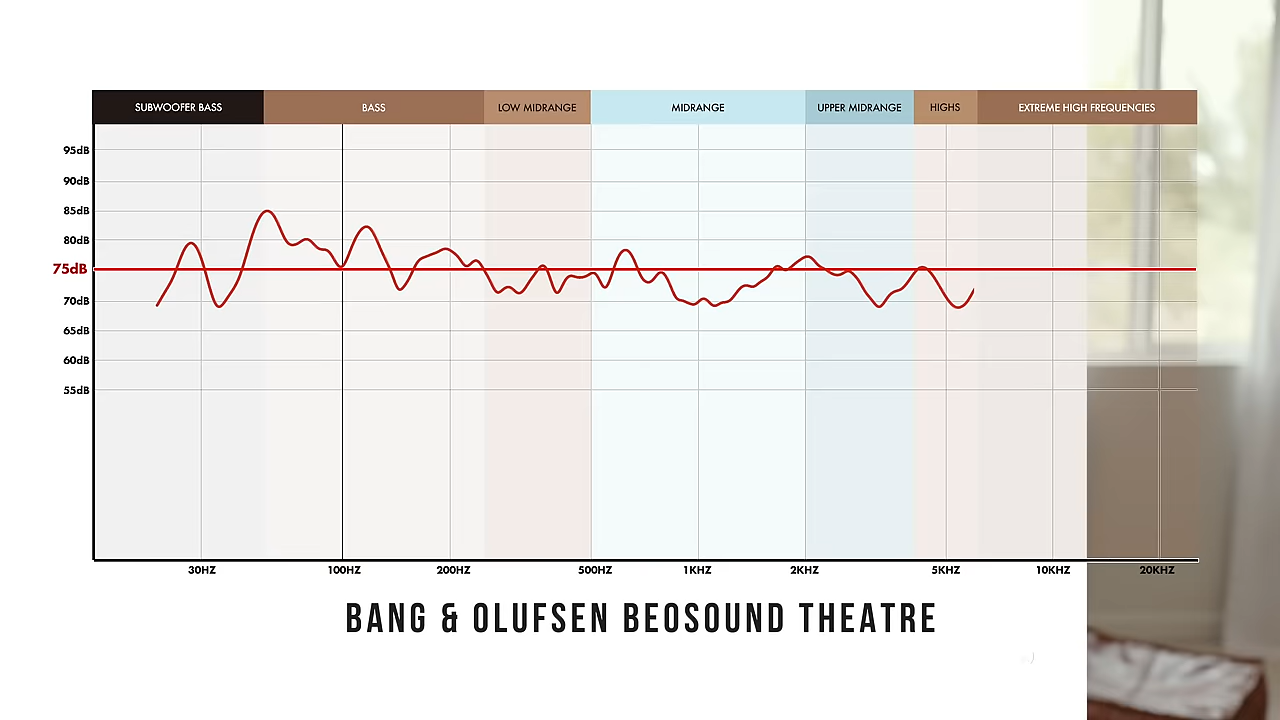 SUBWOOFER BASS BASS LOW MIDRANGE MIDRANGE UPPER MIDRANGE HIGHS EXTREME HIGH FREQUENCIES
95dB
90dB
85dB
80dB
75dB
70dB
65dB
60dB
55dB
30HZ 100HZ 200HZ 500HZ 1KHZ 2KHZ 5KHZ 10KHZ 20KHZ
BANG & OLUFSEN BEOSOUND THEATRE